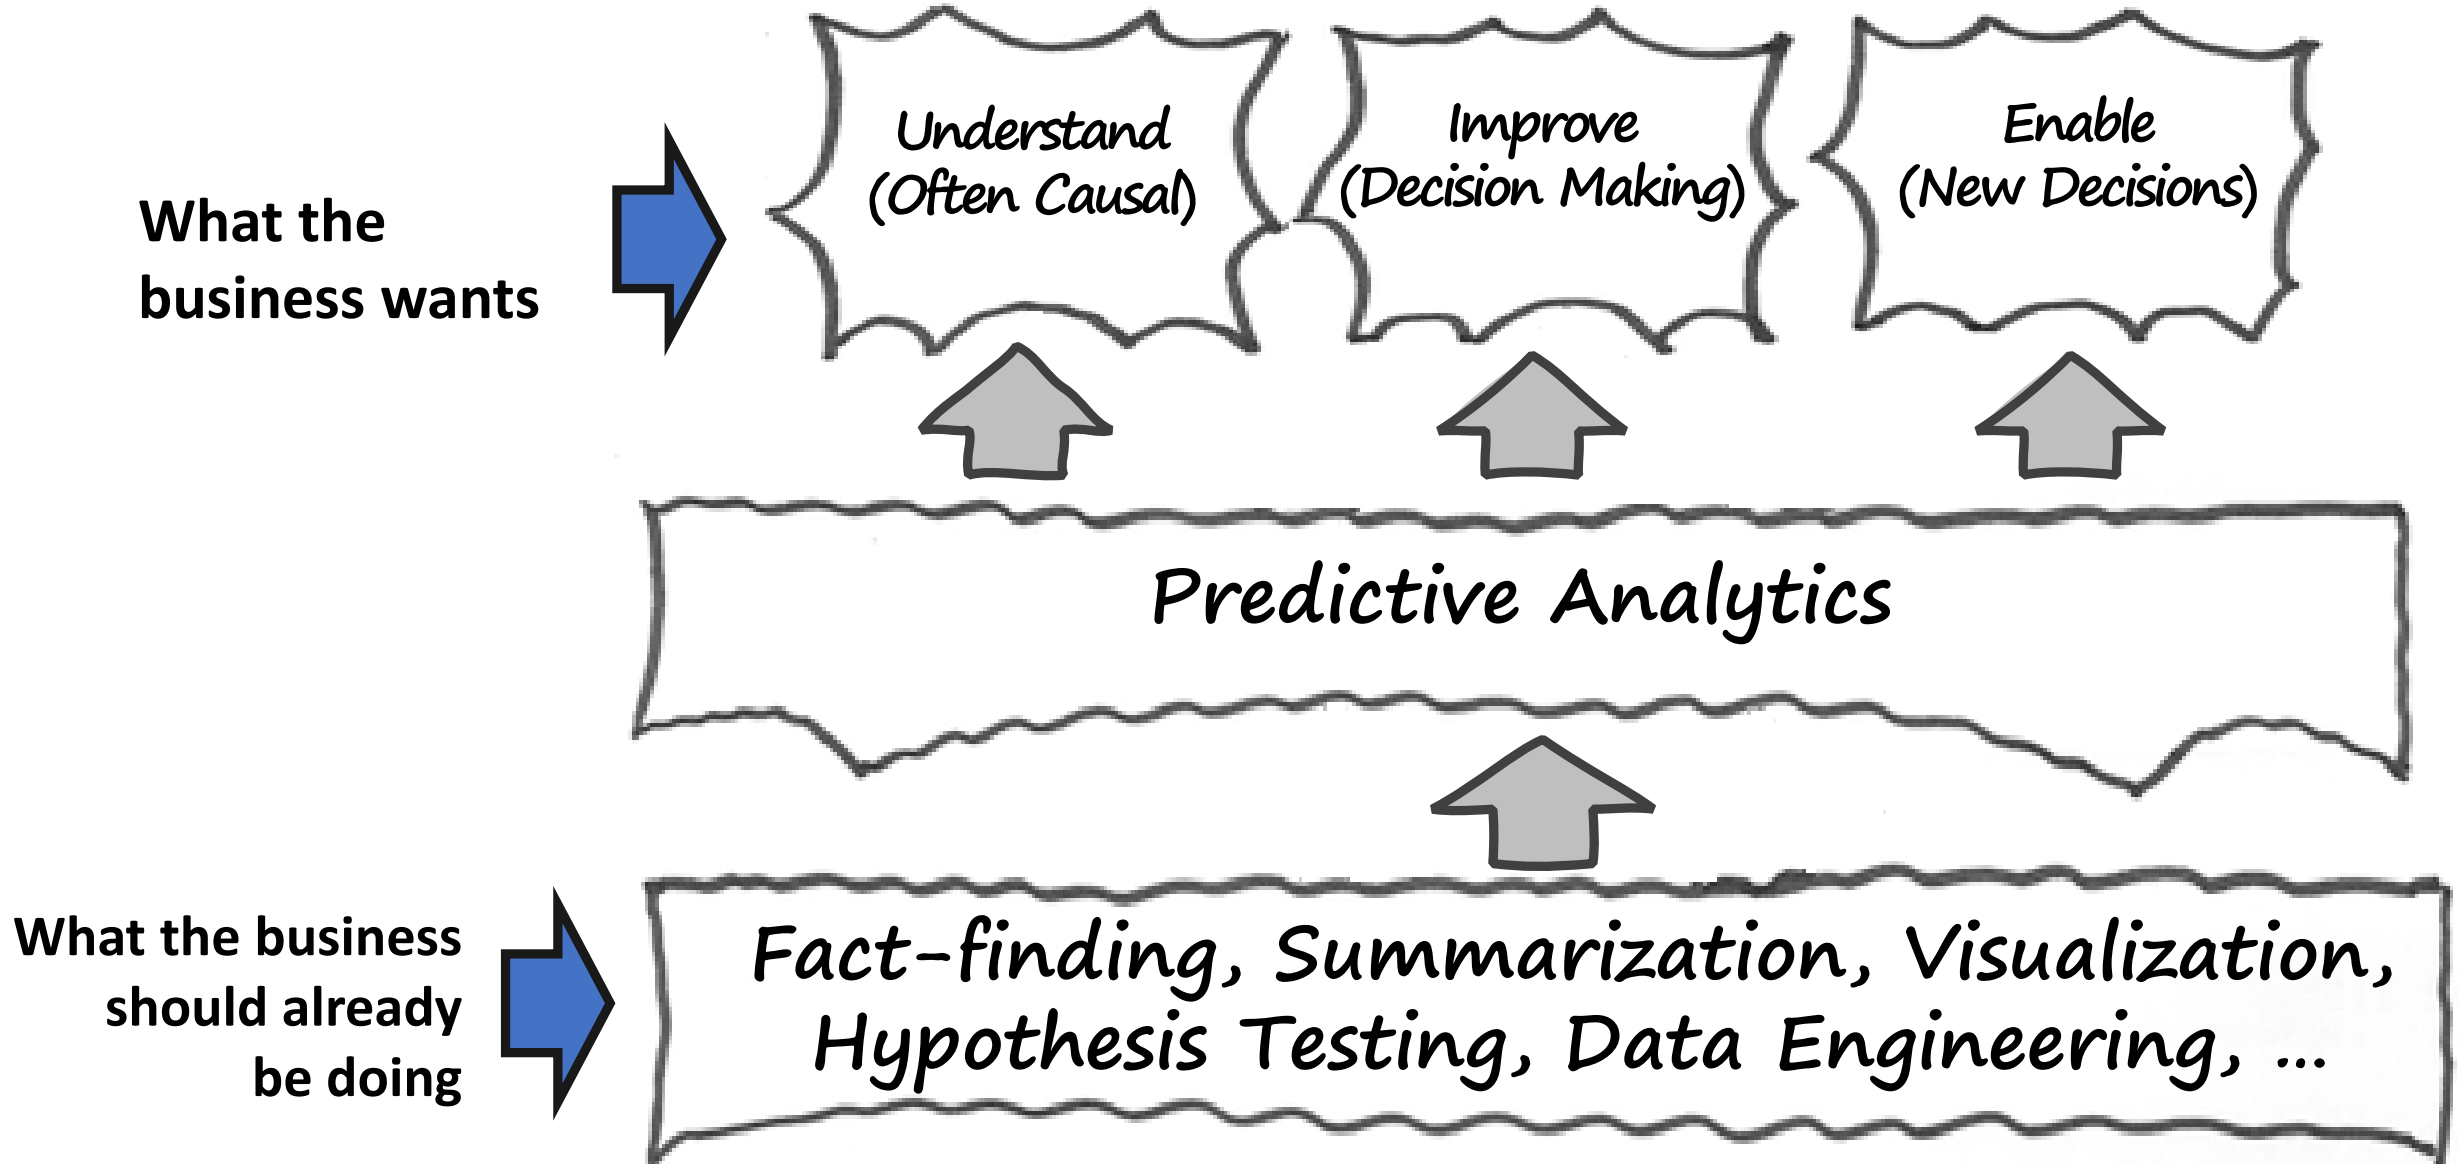 What the
business wants
Understand
(Often Causal)
Improve
(Decision Making)
Enable
(New Decisions)
Predictive Analytics
What the business
should already
be doing
Fact-finding, Summarization, Visualization,
Hypothesis Testing, Data Engineering, ...